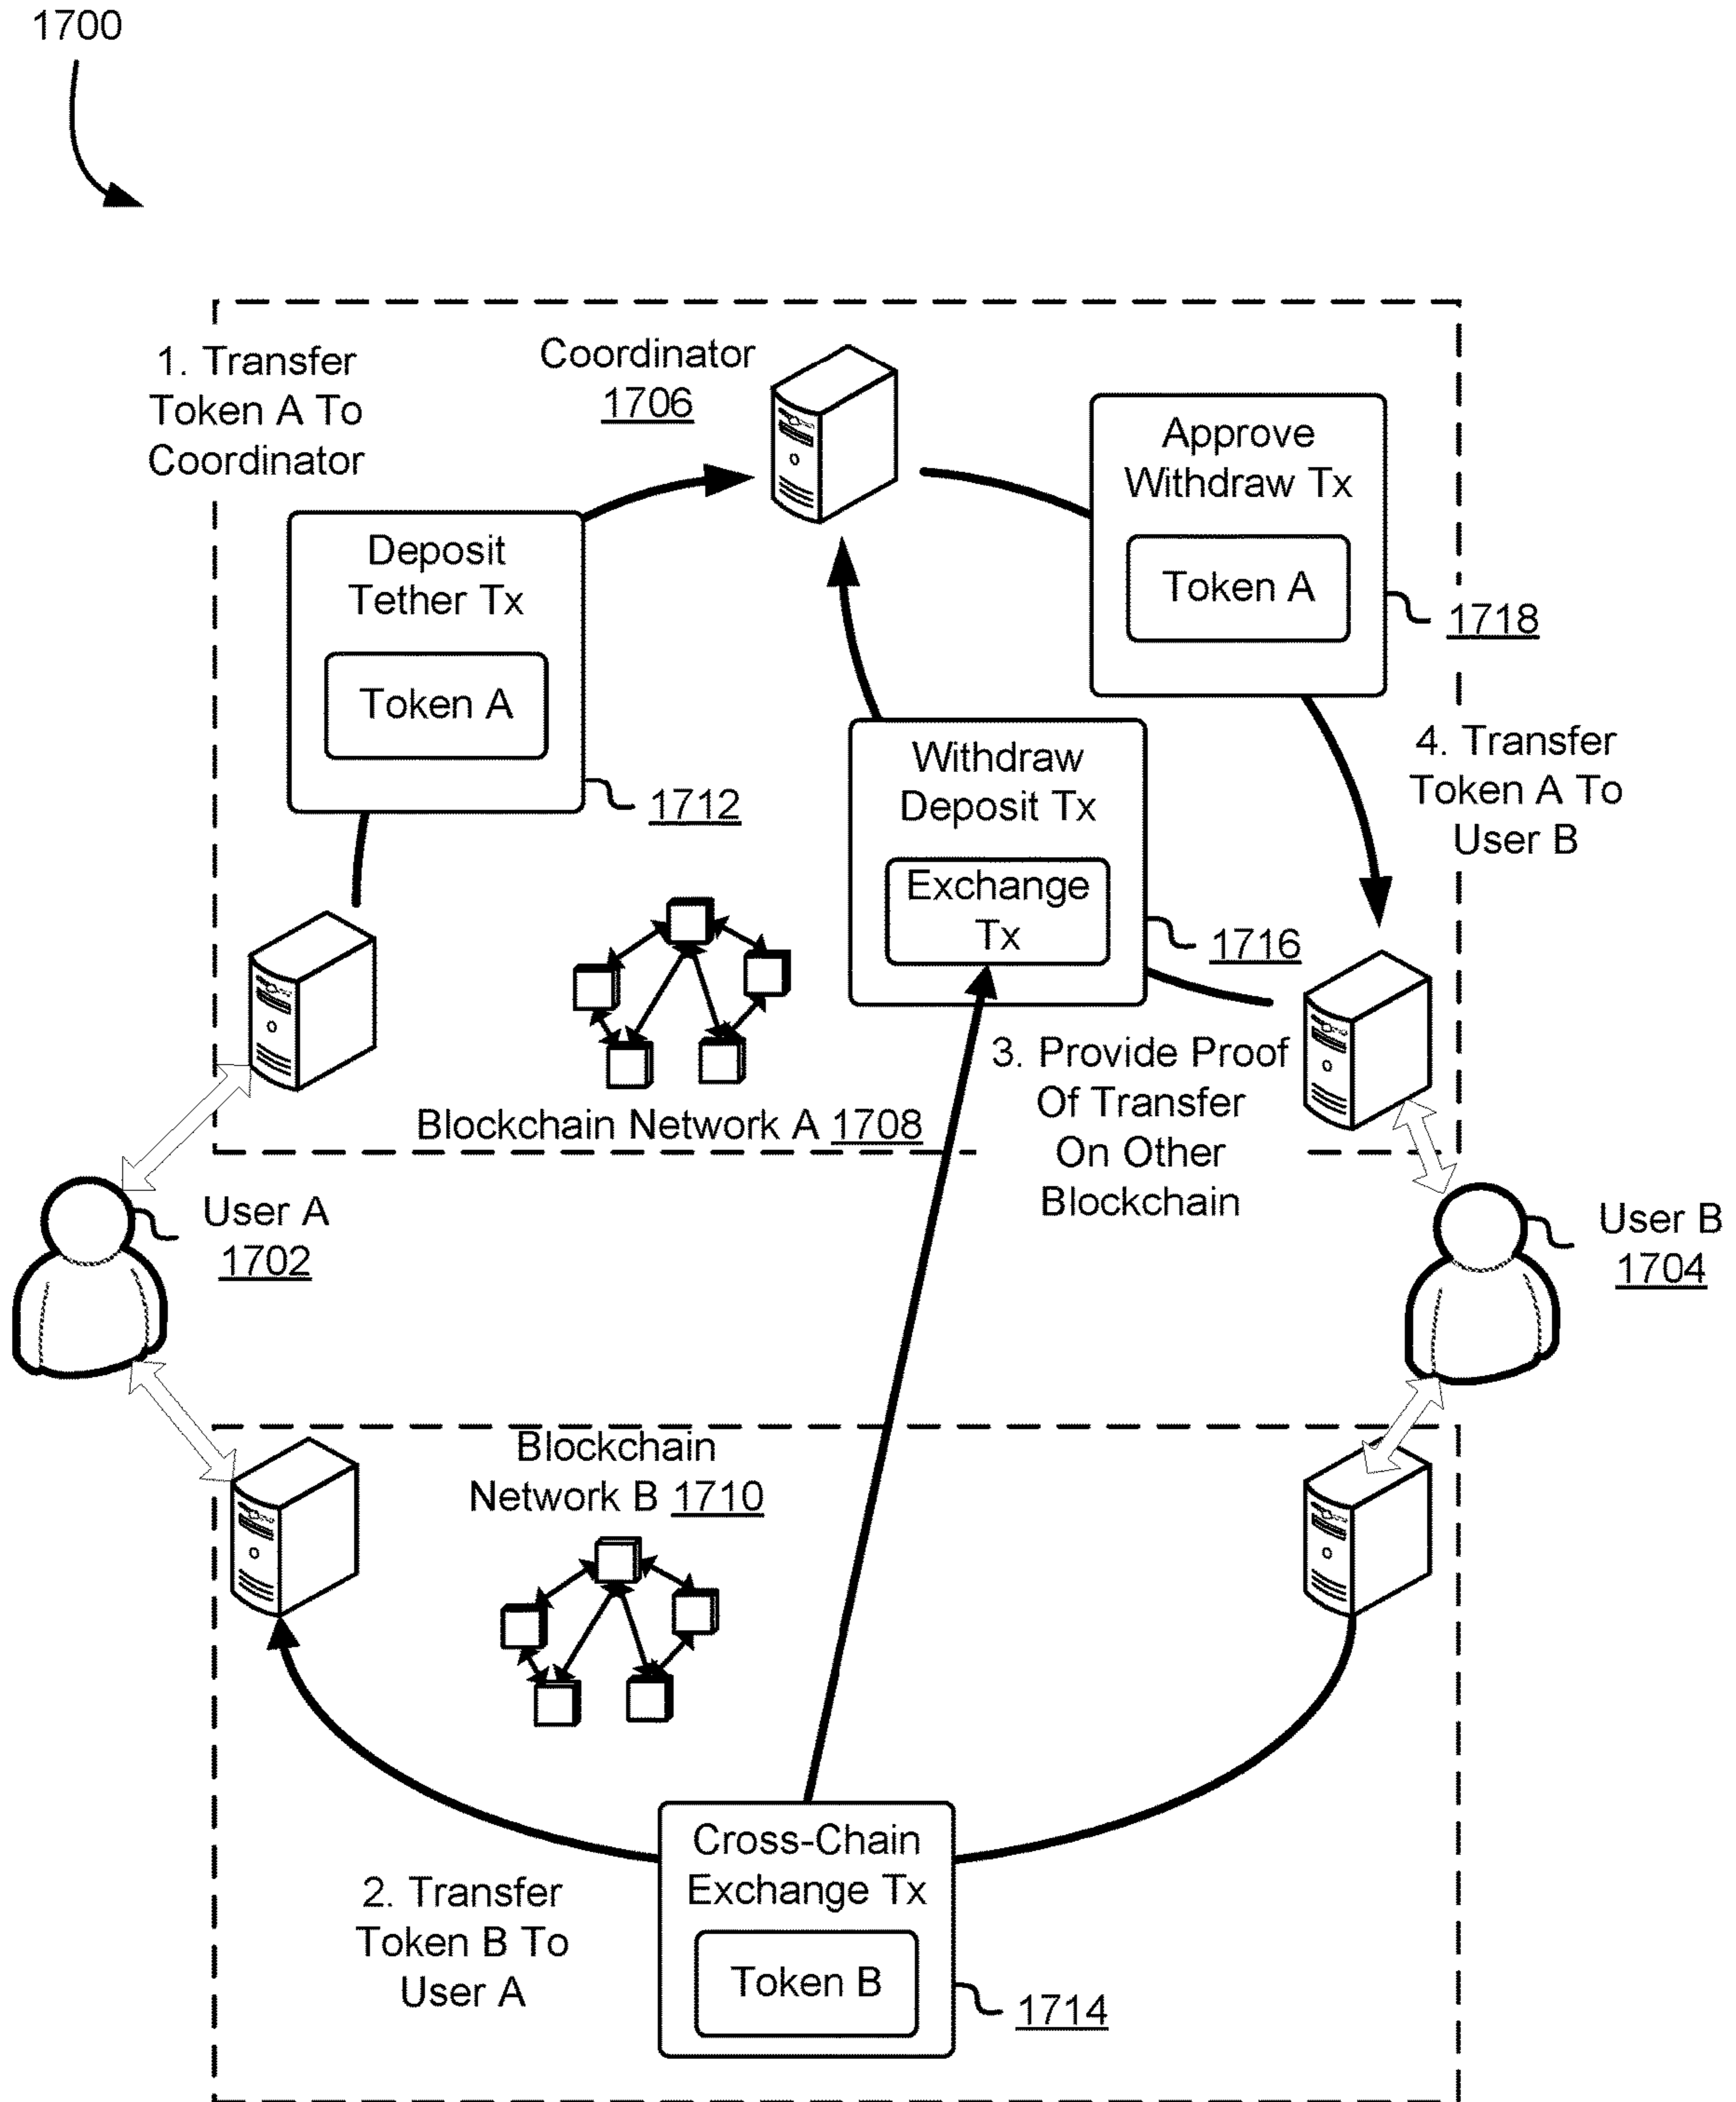 1700
1. Transfer
Token A To
Coordinator
Coordinator
1706
Approve
Withdraw Tx
Token A
1718
Deposit
Tether Tx
Token A
1712
Withdraw
Deposit Tx
Exchange
Tx
1716
4. Transfer
Token A To
User B
3. Provide Proof
Of Transfer
On Other
Blockchain
Blockchain Network A 1708
User A
1702
User B
1704
Blockchain
Network B 1710
Cross-Chain
Exchange Tx
Token B
1714
2. Transfer
Token B To
User A